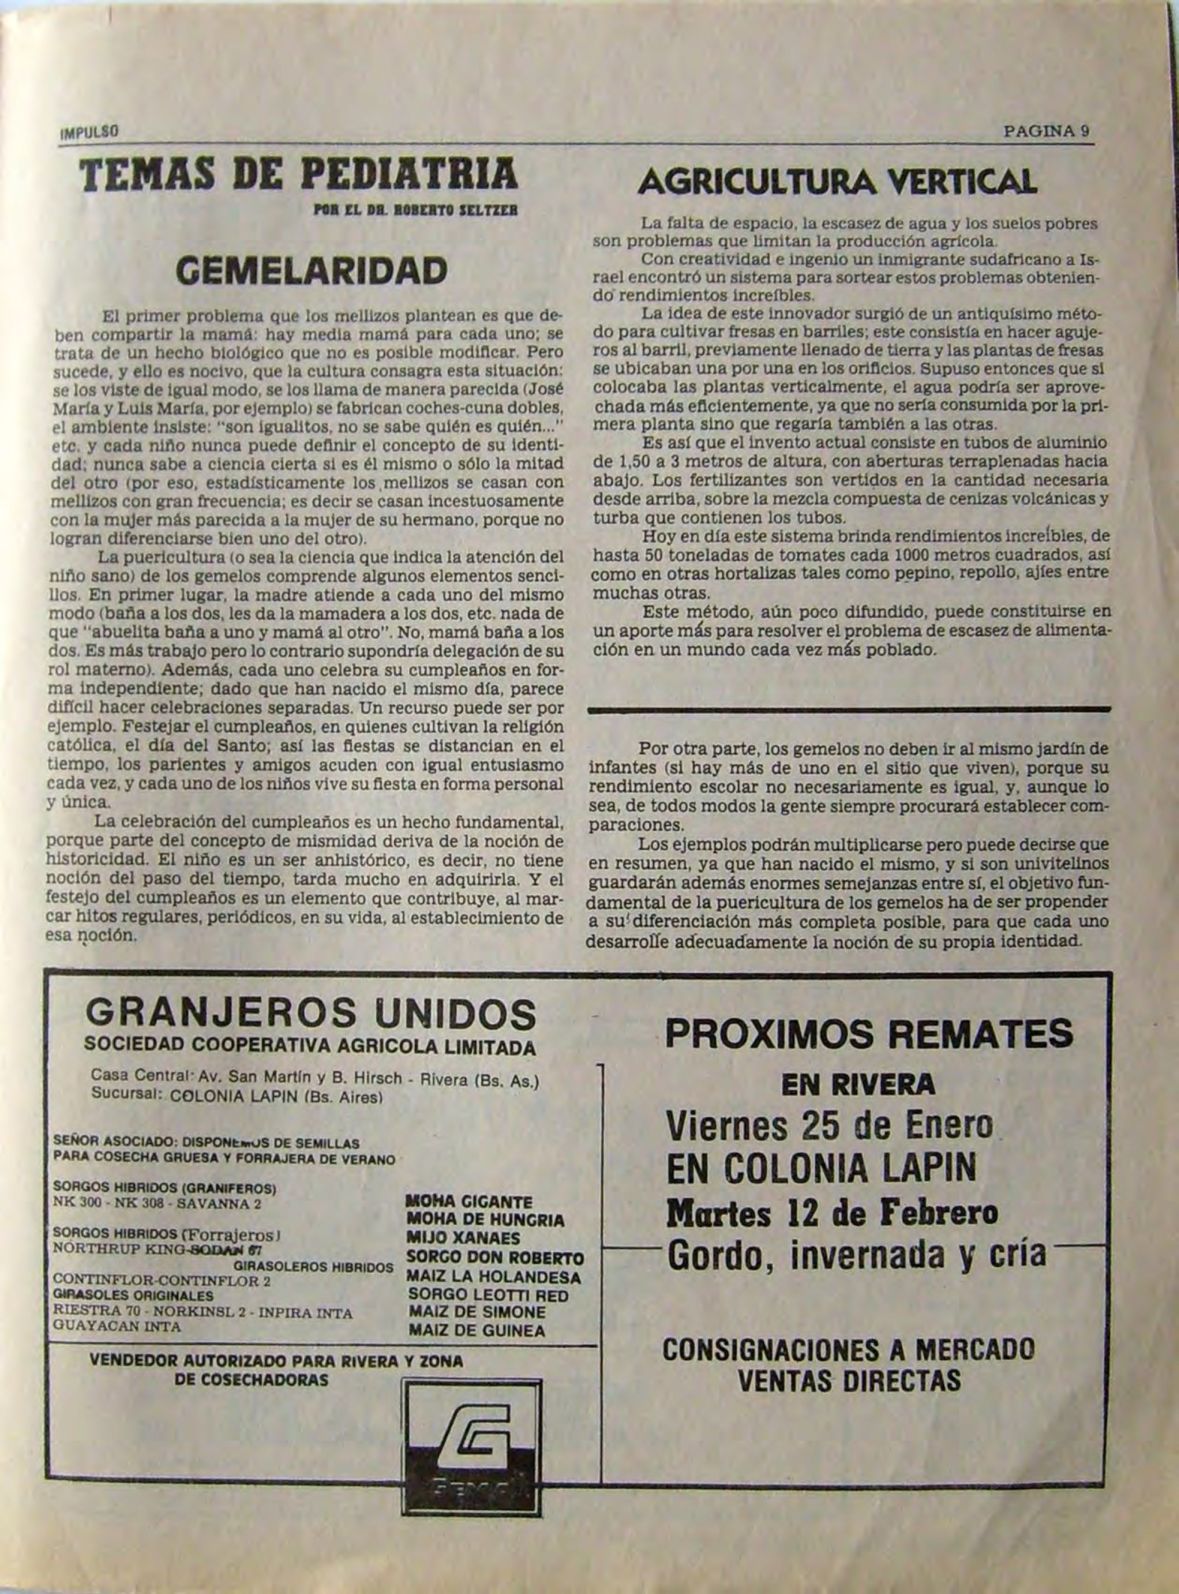 IMPULSO
PAGINA 9
TEMAS DE PEDIATRIA
POR EL DR. ROBERTO SELTZER
GEMELARIDAD
El primer problema que los mellizos plantean es que de-
ben compartir la mamá: hay media mamá para cada uno; se
trata de un hecho biológico que no es posible modificar. Pero
sucede, y ello es nocivo, que la cultura consagra esta situación:
se los viste de igual modo, se los llama de manera parecida (José
María y Luis María, por ejemplo) se fabrican coches-cuna dobles,
el ambiente insiste: "son igualitos, no se sabe quién es quién..."
etc. y cada niño nunca puede definir el concepto de su identi-
dad; nunca sabe a ciencia cierta si es él mismo o sólo la mitad
del otro (por eso, estadísticamente los mellizos se casan con
mellizos con gran frecuencia; es decir se casan incestuosamente
con la mujer más parecida a la mujer de su hermano, porque no
logran diferenciarse bien uno del otro).
La puericultura (o sea la ciencia que indica la atención del
niño sano) de los gemelos comprende algunos elementos senci-
llos. En primer lugar, la madre atiende a cada uno del mismo
modo (baña a los dos, les da la mamadera a los dos, etc. nada de
que "abuelita baña a uno y mamá al otro". No, mamá baña a los
dos. Es más trabajo pero lo contrario supondría delegación de su
rol materno). Además, cada uno celebra su cumpleaños en for-
ma independiente; dado que han nacido el mismo día, parece
difícil hacer celebraciones separadas. Un recurso puede ser por
ejemplo. Festejar el cumpleaños, en quienes cultivan la religión
católica, el día del Santo; así las fiestas se distancian en el
tiempo, los parientes y amigos acuden con igual entusiasmo
cada vez, y cada uno de los niños vive su fiesta en forma personal
y única.
La celebración del cumpleaños es un hecho fundamental,
porque parte del concepto de mismidad deriva de la noción de
historicidad. El niño es un ser anhistórico, es decir, no tiene
noción del paso del tiempo, tarda mucho en adquirirla. Y el
festejo del cumpleaños es un elemento que contribuye, al mar-
car hitos regulares, periódicos, en su vida, al establecimiento de
esa noción.
AGRICULTURA VERTICAL
La falta de espacio, la escasez de agua y los suelos pobres
son problemas que limitan la producción agrícola.
Con creatividad e ingenio un inmigrante sudafricano a Is-
rael encontró un sistema para sortear estos problemas obtenien-
do rendimientos increíbles.
La idea de este innovador surgió de un antiquísimo méto-
do para cultivar fresas en barriles; este consistía en hacer aguje-
ros al barril, previamente llenado de tierra y las plantas de fresas
se ubicaban una por una en los orificios. Supuso entonces que si
colocaba las plantas verticalmente, el agua podría ser aprove-
chada más eficientemente, ya que no sería consumida por la pri-
mera planta sino que regaría también a las otras.
Es así que el invento actual consiste en tubos de aluminio
de 1,50 a 3 metros de altura, con aberturas terraplenadas hacia
abajo. Los fertilizantes son vertidos en la cantidad necesaria
desde arriba, sobre la mezcla compuesta de cenizas volcánicas y
turba que contienen los tubos.
Hoy en día este sistema brinda rendimientos increíbles, de
hasta 50 toneladas de tomates cada 1000 metros cuadrados, así
como en otras hortalizas tales como pepino, repollo, ajíes entre
muchas otras.
Este método, aún poco difundido, puede constituirse en
un aporte más para resolver el problema de escasez de alimenta-
ción en un mundo cada vez más poblado.
Por otra parte, los gemelos no deben ir al mismo jardín de
infantes (si hay más de uno en el sitio que viven), porque su
rendimiento escolar no necesariamente es igual, y, aunque lo
sea, de todos modos la gente siempre procurará establecer com-
paraciones.
Los ejemplos podrán multiplicarse pero puede decirse que
en resumen, ya que han nacido el mismo, y si son univitelinos
guardarán además enormes semejanzas entre sí, el objetivo fun-
damental de la puericultura de los gemelos ha de ser propender
a su diferenciación más completa posible, para que cada uno
desarrolle adecuadamente la noción de su propia identidad.
GRANJEROS UNIDOS
SOCIEDAD COOPERATIVA AGRICOLA LIMITADA
Casa Central: Av. San Martín y B. Hirsch - Rivera (Bs. As.)
Sucursal: COLONIA LAPIN (Bs. Aires)
SEÑOR ASOCIADO: DISPONEMOS DE SEMILLAS
PARA COSECHA GRUESA Y FORRAJERA DE VERANO
SORGOS HIBRIDOS (GRANIFEROS)
NK 300 - NK 308 - SAVANNA 2
SORGOS HIBRIDOS (Forrajeros)
NORTHRUP KING-SODAN 67
GIRASOLEROS HIBRIDOS
CONTINFLOR-CONTINFLOR 2
GIRASOLES ORIGINALES
RIESTRA 70 - NORKINSL 2 - INPIRA INTA
GUAYACAN INTA
MOHA GIGANTE
MOHA DE HUNGRIA
MIJO XANAES
SORGO DON ROBERTO
MAIZ LA HOLANDESA
SORGO LEOTTI RED
MAIZ DE SIMONE
MAIZ DE GUINEA
VENDEDOR AUTORIZADO PARA RIVERA Y ZONA
DE COSECHADORAS
G
PROXIMOS REMATES
EN RIVERA
Viernes 25 de Enero
EN COLONIA LAPIN
Martes 12 de Febrero
Gordo, invernada y cría
CONSIGNACIONES A MERCADO
VENTAS DIRECTAS